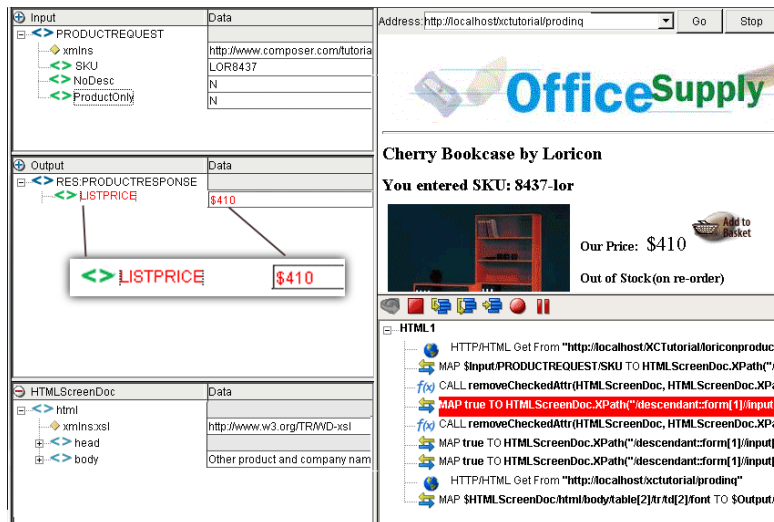 Input Data
PRODUCTREQUEST
xmlns http://www.composer.com/tutoria
SKU LOR8437
NoDesc N
ProductOnly N
Output Data
RES:PRODUCTRESPONSE
LISTPRICE $410
LISTPRICE $410
HTMLScreenDoc Data
html
xmlns:xsl http://www.w3.org/TR/WD-xsl
head
body Other product and company nam
Address: http://localhost/xctutorial/prodinq Go Stop
OfficeSupply
Cherry Bookcase by Loricon
You entered SKU: 8437-lor
Add to
Basket
Our Price: $410
Out of Stock(on re-order)
HTML1
HTTP/HTML Get From "http://localhost/XCTutorial/loriconproduc
MAP $Input/PRODUCTREQUEST/SKU TO HTMLScreenDoc.XPath("/
f(x) CALL removeCheckedAttr(HTMLScreenDoc, HTMLScreenDoc.XPa
MAP true TO HTMLScreenDoc.XPath("/descendant::form[1]//input
f(x) CALL removeCheckedAttr(HTMLScreenDoc, HTMLScreenDoc.XPa
MAP true TO HTMLScreenDoc.XPath("/descendant::form[1]//input[
MAP true TO HTMLScreenDoc.XPath("/descendant::form[1]//input[
HTTP/HTML Get From "http://localhost/xctutorial/prodinq"
MAP $HTMLScreenDoc/html/body/table[2]/tr/td[2]/font TO $Output/